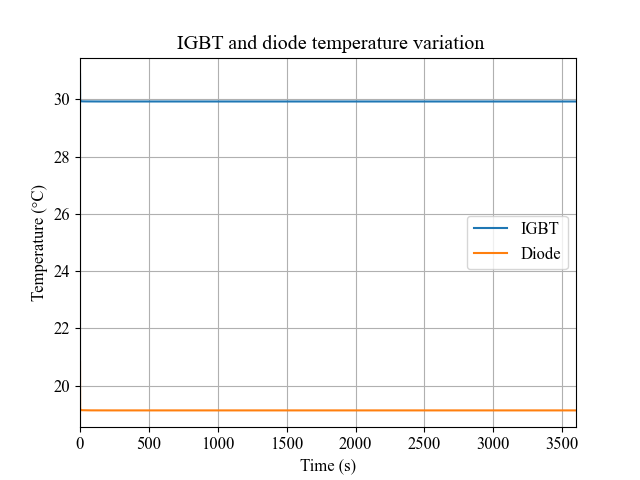 IGBT and diode temperature variation
Temperature (°C)
30
28
26
24
22
20
IGBT
Diode
0 500 1000 1500 2000 2500 3000 3500
Time (s)